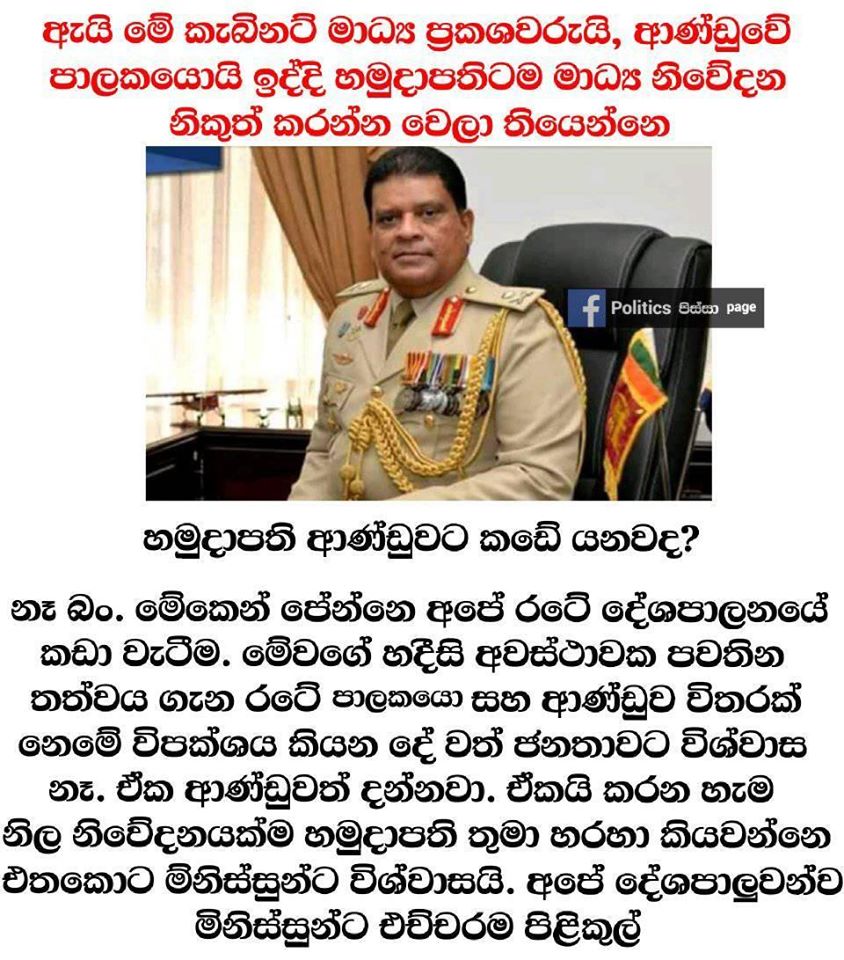 ඇයි මේ කැබිනට් මාධ්‍ය ප්‍රකශවරුයි, ආණ්ඩුවේ
පාලකයොයි ඉද්දි හමුදාපතිටම මාධ්‍ය නිවේදන
නිකුත් කරන්න වෙලා තියෙන්නෙ
Politics පිස්සා page
හමුදාපති ආණ්ඩුවට කඩේ යනවද?
නෑ බං. මේකෙන් පේන්නෙ අපේ රටේ දේශපාලනයේ
කඩා වැටීම. මේවගේ හදීසි අවස්ථාවක පවතින
තත්වය ගැන රටේ පාලකයො සහ ආණ්ඩුව විතරක්
නෙමේ විපක්ශය කියන දේ වත් ජනතාවට විශ්වාස
නෑ. ඒක ආණ්ඩුවත් දන්නවා. ඒකයි කරන හැම
නිල නිවේදනයක්ම හමුදාපති තුමා හරහා කියවන්නෙ
එතකොට මිනිස්සුන්ට විශ්වාසයි. අපේ දේශපාලුවන්ව
මිනිස්සුන්ට එච්චරම පිළිකුල්